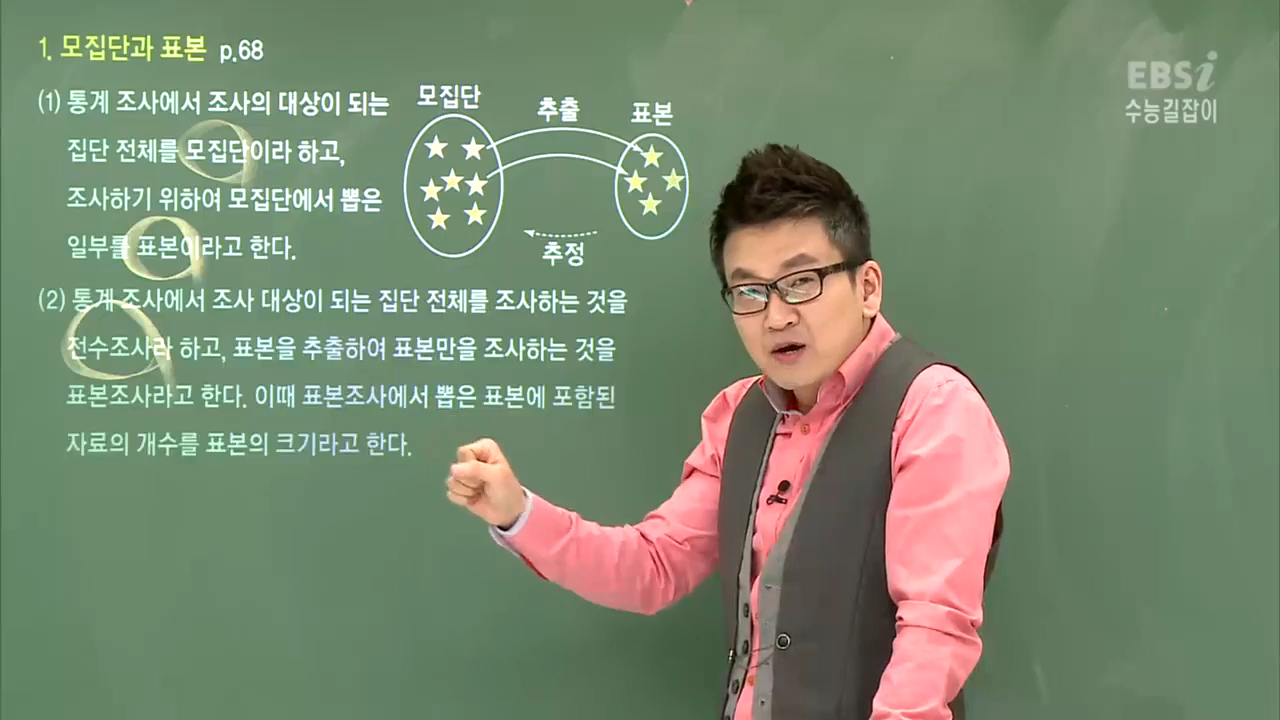 1. 모집단과 표본 p.68
(1) 통계 조사에서 조사의 대상이 되는
집단 전체를 모집단이라 하고,
조사하기 위하여 모집단에서 뽑은
일부를 표본이라고 한다.
모집단
추출
표본
추정
(2) 통계 조사에서 조사 대상이 되는 집단 전체를 조사하는 것을
전수조사라 하고, 표본을 추출하여 표본만을 조사하는 것을
표본조사라고 한다. 이때 표본조사에서 뽑은 표본에 포함된
자료의 개수를 표본의 크기라고 한다.
EBSi
수능길잡이